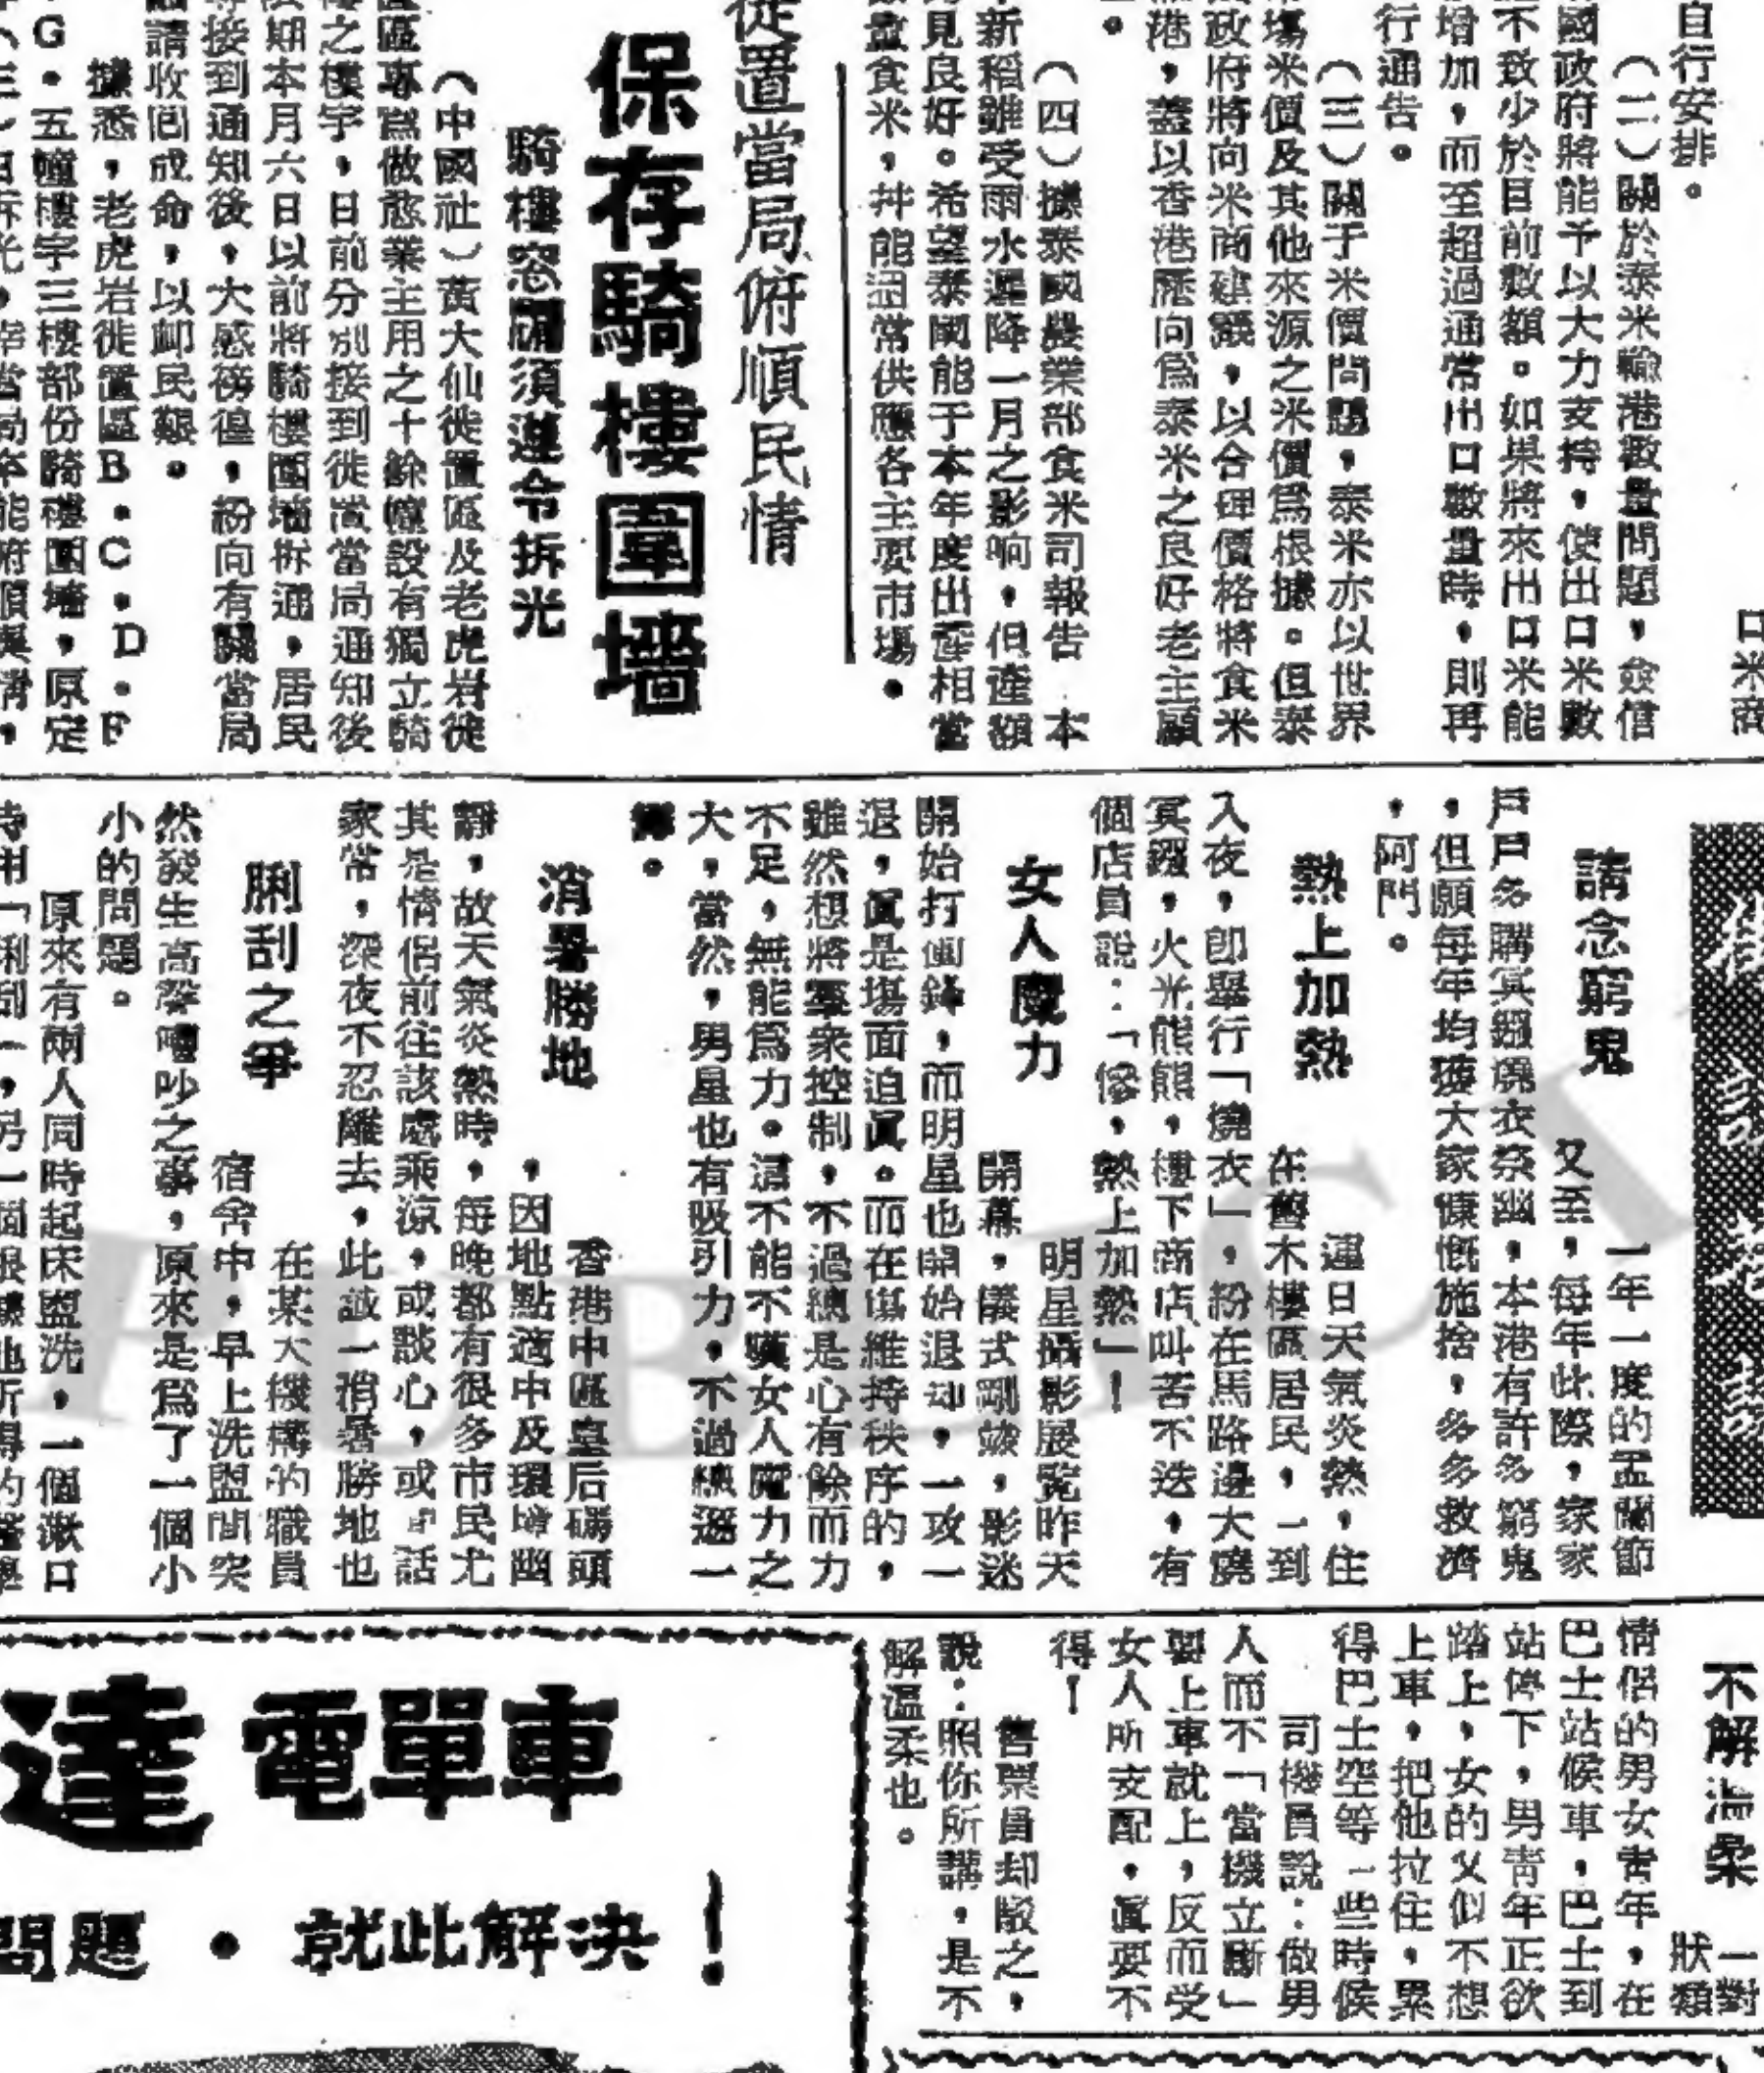 自行安排。
（二）關於泰米輸港數量問題，僉信
國政府將能予以大力支持，使出口米數
不致少於目前數額。如果將來出口米能
增加，而至超過通常出口數量時，則再
行通告。
（三）關于米價問題，泰米亦以世界
場米價及其他來源之米價爲根據。但泰
政府將向米商建議，以合理價格將食米
港，蓋以香港歷向爲泰米之良好老主顧
。
（四）據泰國農業部食米司報告　本
新稻雖受雨水遲降一月之影响，但產額
見良好。希望泰國能于本年度出產相當
數量食米，并能沿常供應各主要市場。
口米商
從置當局俯順民情
保存騎樓圍墻
騎樓窓門須遵令拆光
（中國社）黃大仙徙置區及老虎岩徙
置區專爲做慈業主用之十餘幢設有獨立騎
樓之樓宇，日前分別接到徙置當局通知後
期本月六日以前將騎樓圍墻拆通，居民
接到通知後，大感徬徨，紛向有關當局
請收回成命，以卹民艱。
據悉，老虎岩徙置區B．C．D．F
G．五幢樓宇三樓部份騎樓圍墻，原定
請念窮鬼
一年一度的盂蘭節
又至，每年此際，家家
戶戶多購冥鏹燒衣祭幽，本港有許多窮鬼
，但願每年均獲大家慷慨施捨，多多救濟
，阿門。
熱上加熱
連日天氣炎熱，住
在舊木樓區居民，一到
入夜，即舉行「燒衣」，紛在馬路邊大燒
冥鏹，火光熊熊，樓下商店叫苦不迭，有
個店員說：「慘，熱上加熱」！
女人魔力
明星攝影展覧昨天
開幕，儀式剛竣，影迷
開始打衝鋒，而明星也開始退却，一攻一
退，眞是塲面迫眞。而在塲維持秩序的，
雖然想將羣衆控制，不過總是心有餘而力
不足，無能爲力。這不能不嘆女人魔力之
大，當然，男星也有吸引力，不過總遜一
籌。
消暑勝地
香港中區皇后碼頭
，因地點適中及環境幽
靜，故天氣炎熱時，每晚都有很多市民尤
其是情侶前往該處乘涼，或談心，或話
家常，深夜不忍離去，此誠一消暑勝地也
脷刮之爭
在某大機構的職員
宿舍中，早上洗盥間突
然發生高聲嘈吵之事，原來是爲了一個小
小的問題。
原來有兩人同時起床盥洗，一個漱口
不解溫柔
一對
狀類
情侶的男女青年，在
巴士站候車，巴士到
站停下，男青年正欲
踏上，女的又似不想
上車，把他拉住，累
得巴士空等一些時候
司機員說：做男
人而不「當機立斷」
要上車就上，反而受
女人所支配，眞要不
得！
售票員却駁之，
說：照你所講，是不
解溫柔也。
達電單車
問題．就此解決！
PUBLIC